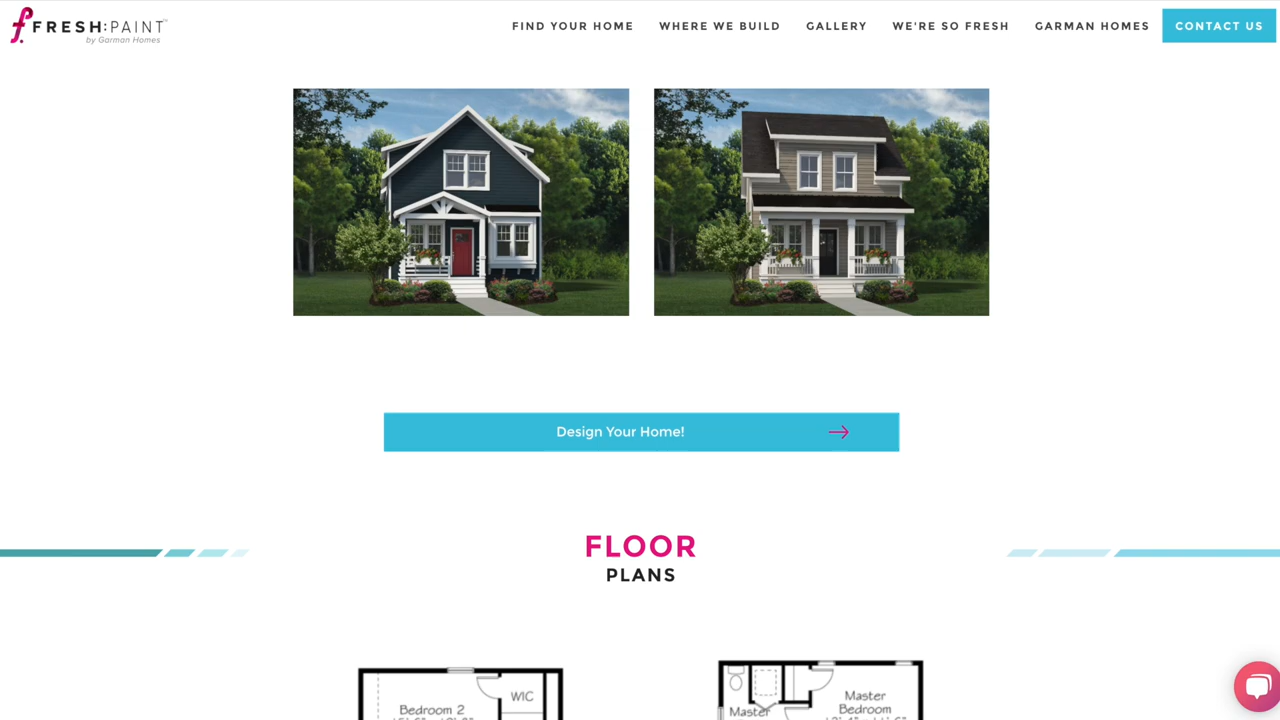 FRESH:PAINT
by Garman Homes
FIND YOUR HOME
WHERE WE BUILD
GALLERY
WE'RE SO FRESH
GARMAN HOMES
CONTACT US
Design Your Home!
FLOOR
PLANS
WIC
Bedroom 2
Master
Bedroom
Master